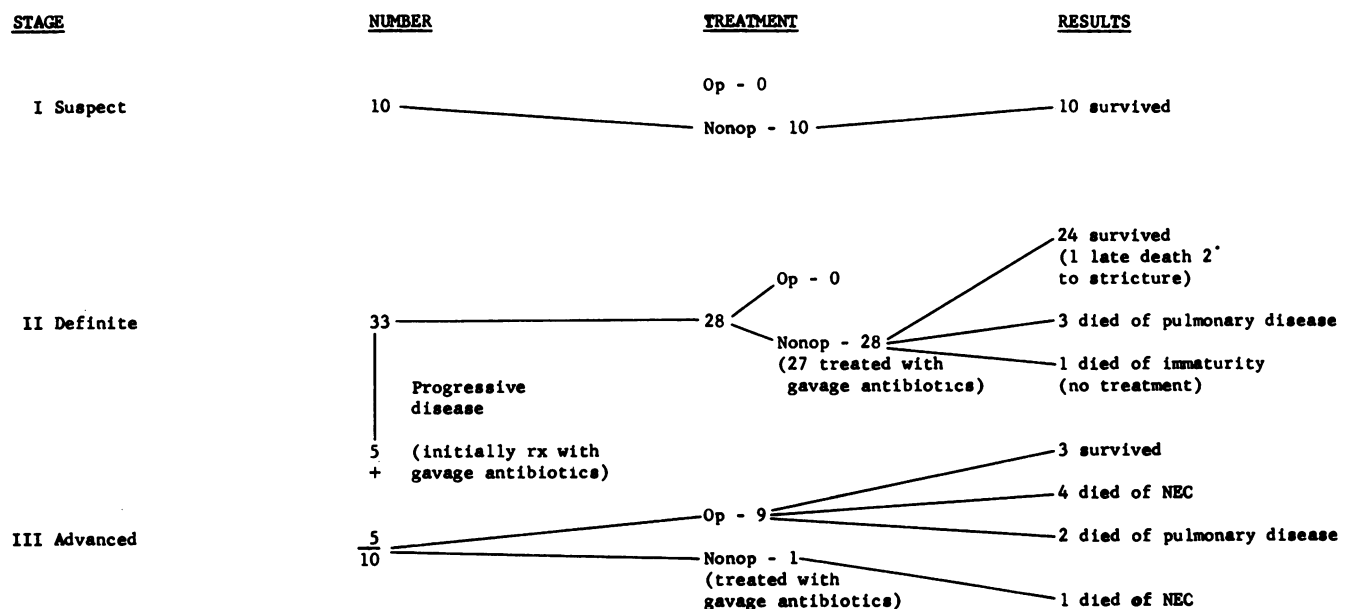 STAGE NUMBER TREATMENT RESULTS
Op - 0
I Suspect 10 10 survived
Nonop - 10
24 survived
(1 late death 2°
to stricture)
Op - 0
II Definite 33 28 3 died of pulmonary disease
Nonop - 28
(27 treated with
gavage antibiotics)
1 died of immaturity
(no treatment)
Progressive
disease
5 (initially rx with
+ gavage antibiotics)
3 survived
4 died of NEC
Op - 9
2 died of pulmonary disease
III Advanced 5
10
Nonop - 1
(treated with
gavage antibiotics)
1 died of NEC